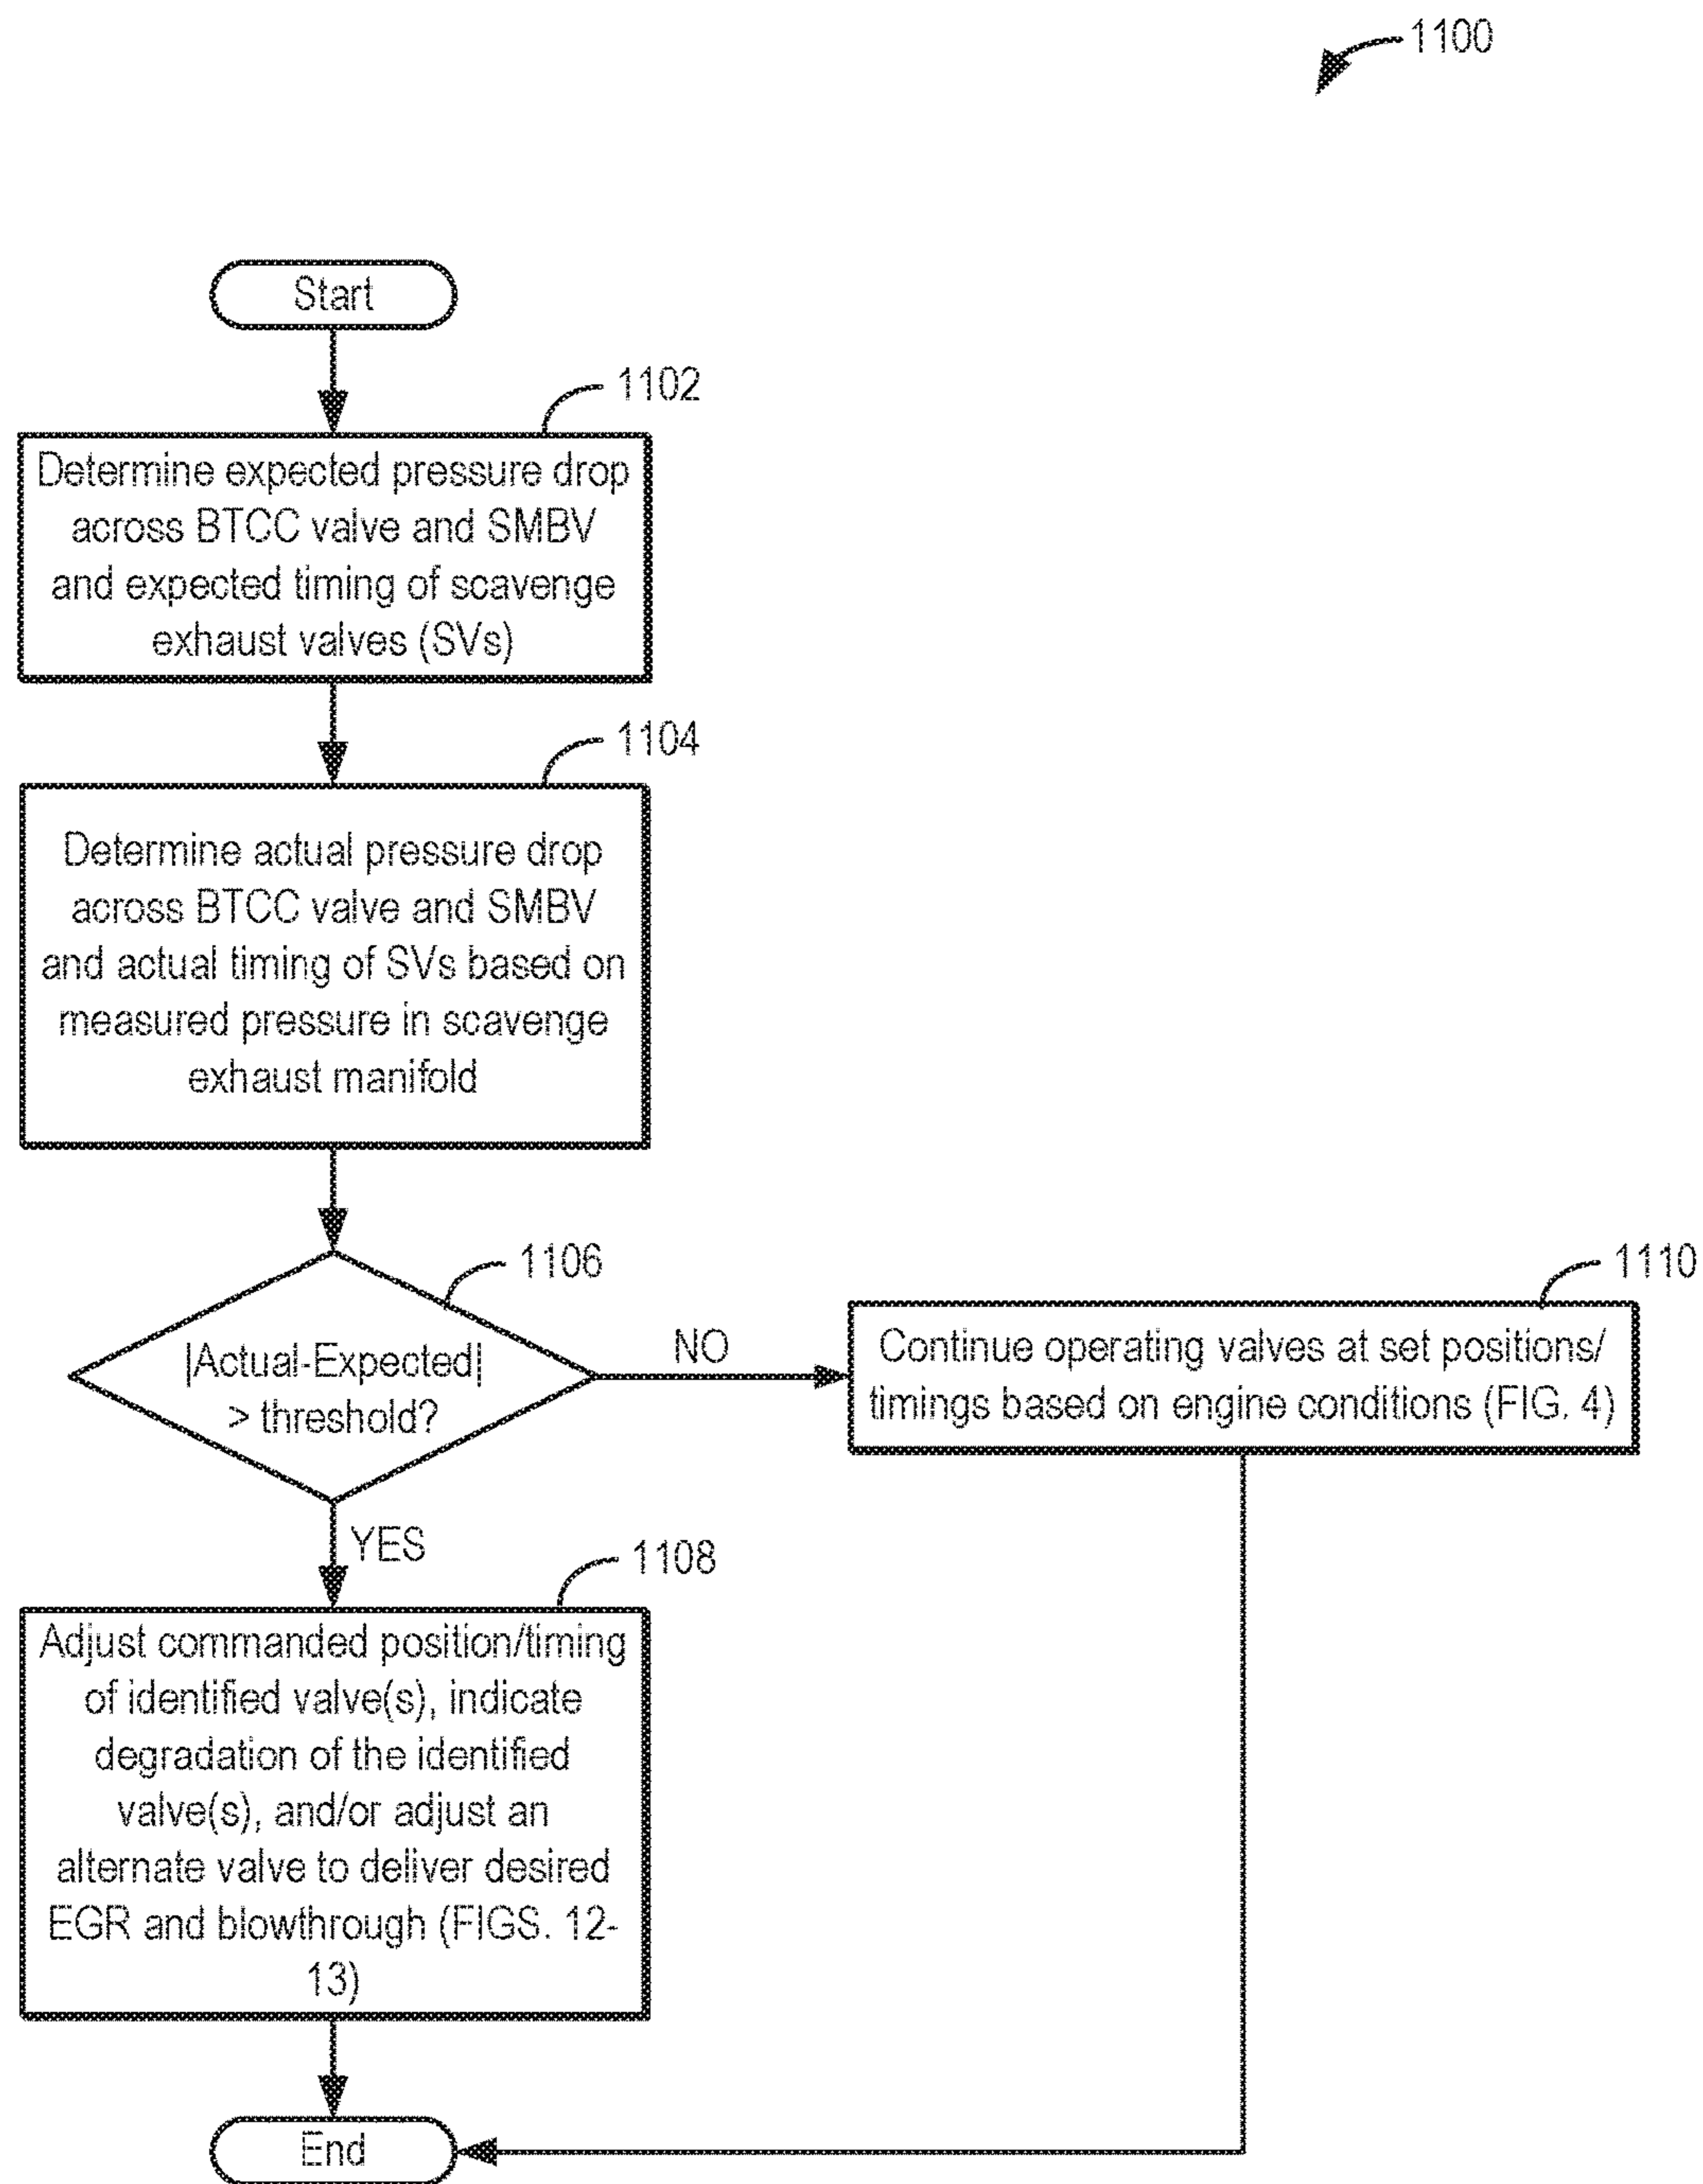 1100
Start
1102
Determine expected pressure drop
across BTCC valve and SMBV
and expected timing of scavenge
exhaust valves (SVs)
1104
Determine actual pressure drop
across BTCC valve and SMBV
and actual timing of SVs based on
measured pressure in scavenge
exhaust manifold
1106
|Actual-Expected|
> threshold?
NO
1110
Continue operating valves at set positions/
timings based on engine conditions (FIG. 4)
YES
1108
Adjust commanded position/timing
of identified valve(s), indicate
degradation of the identified
valve(s), and/or adjust an
alternate valve to deliver desired
EGR and blowthrough (FIGS. 12-
13)
End